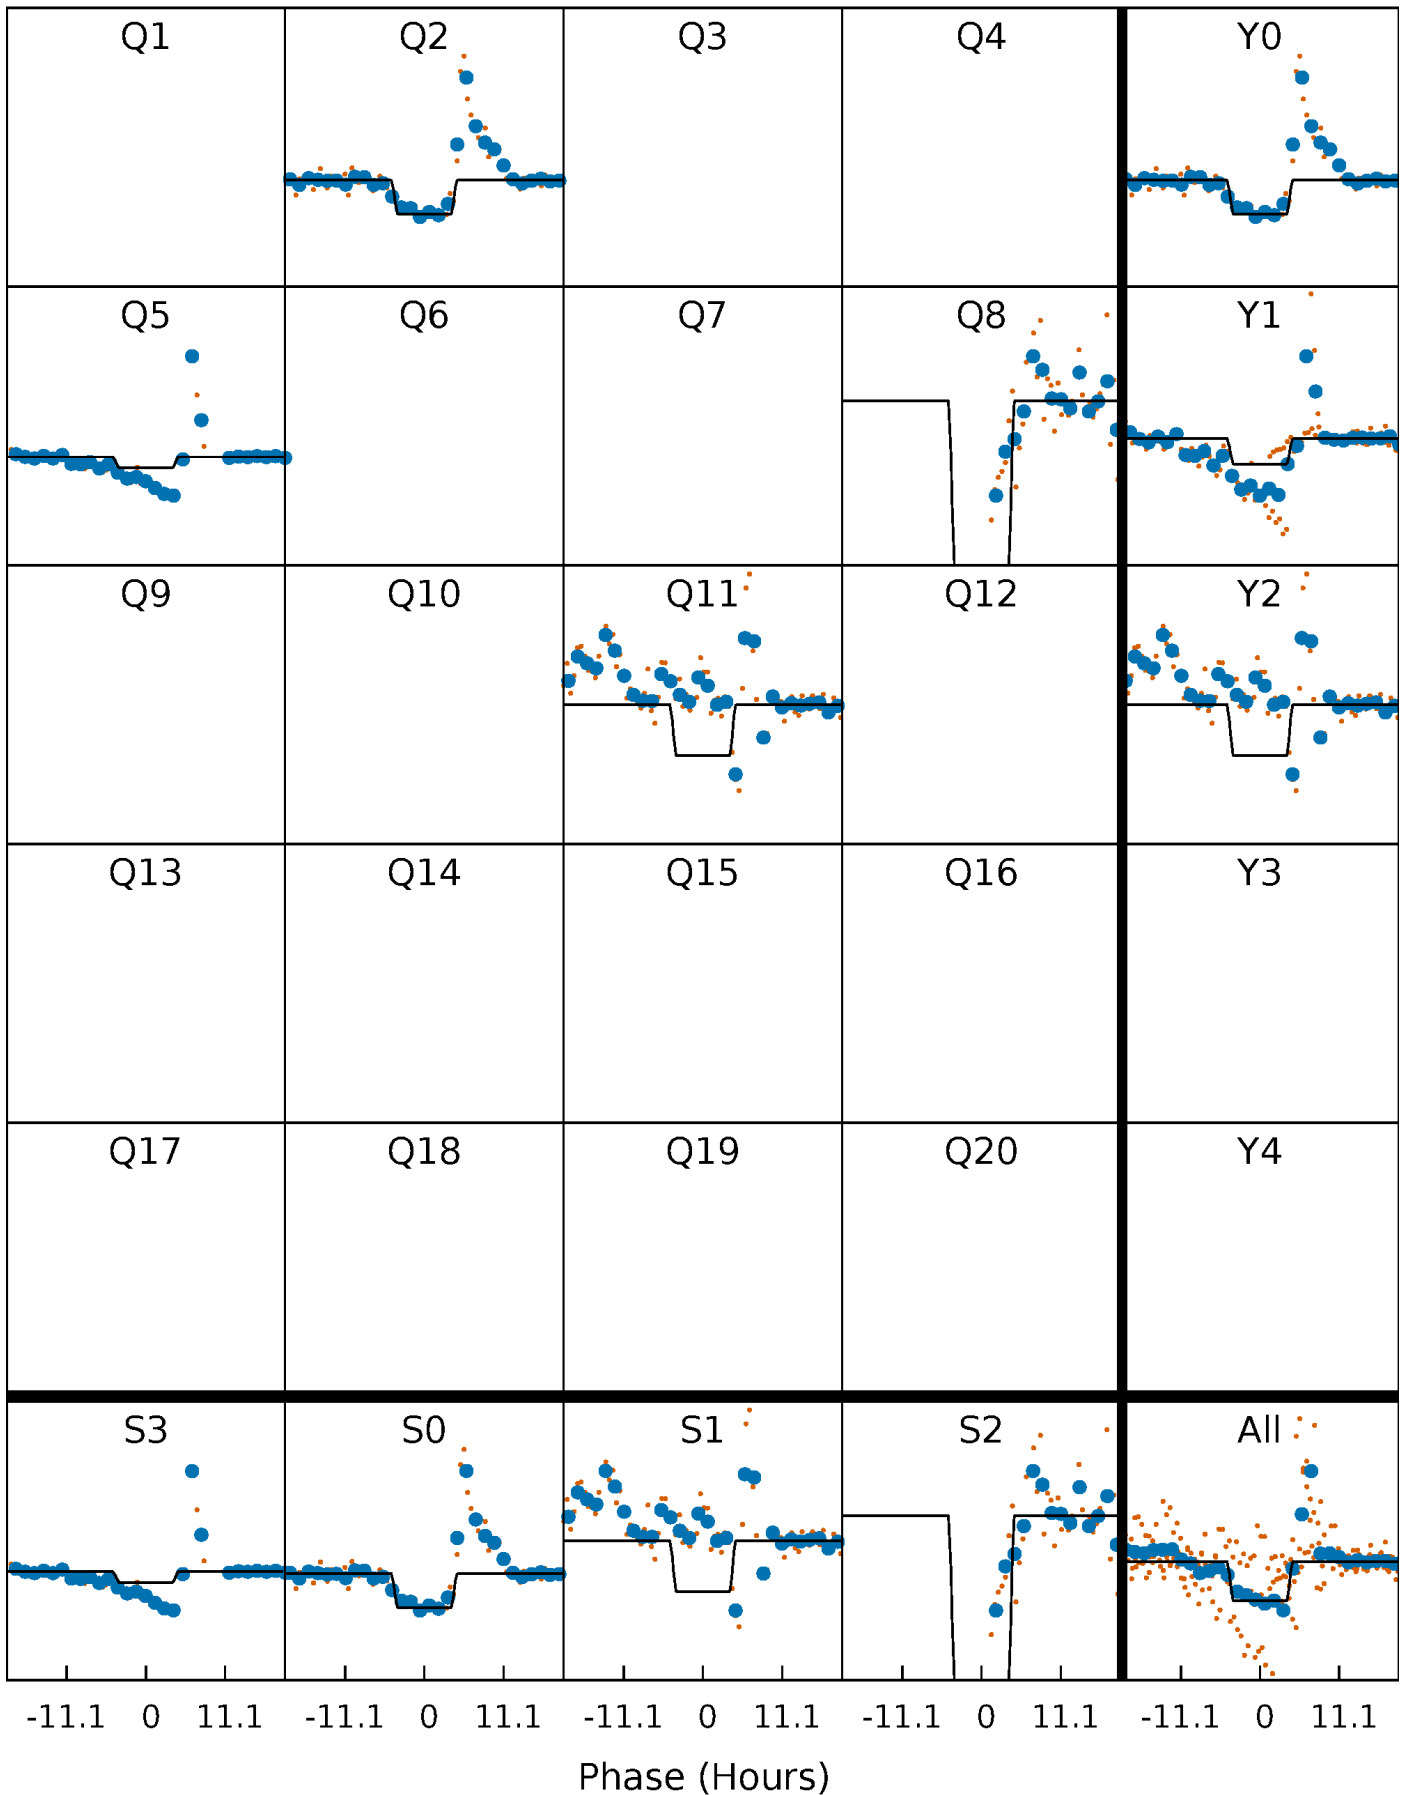 Q1 Q2 Q3 Q4 Y0
Q5 Q6 Q7 Q8 Y1
Q9 Q10 Q11 Q12 Y2
Q13 Q14 Q15 Q16 Y3
Q17 Q18 Q19 Q20 Y4
S3 S0 S1 S2 All
-11.1 0 11.1 -11.1 0 11.1 -11.1 0 11.1 -11.1 0 11.1 -11.1 0 11.1
Phase (Hours)